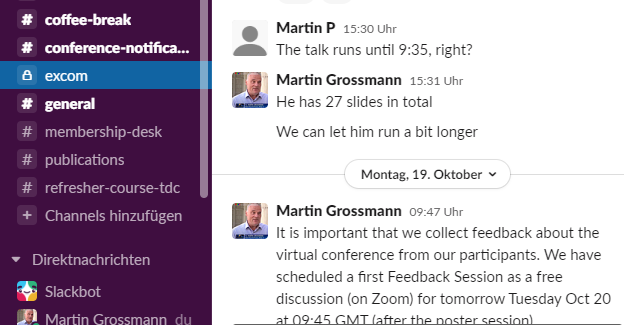 # coffee-break
# conference-notifica...
excom
# general
# membership-desk
# publications
# refresher-course-tdc
+ Channels hinzufügen
Direktnachrichten
Slackbot
Martin Grossmann du
Martin P 15:30 Uhr
The talk runs until 9:35, right?
Martin Grossmann 15:31 Uhr
He has 27 slides in total
We can let him run a bit longer
Montag, 19. Oktober
Martin Grossmann 09:47 Uhr
It is important that we collect feedback about the
virtual conference from our participants. We have
scheduled a first Feedback Session as a free
discussion (on Zoom) for tomorrow Tuesday Oct 20
at 09:45 GMT (after the poster session)